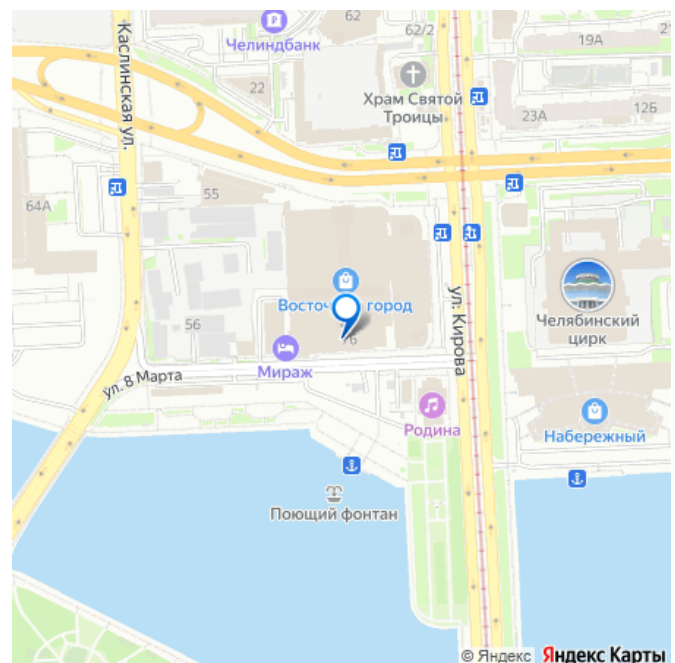 Каслинская ул.
Челиндбанк
62
62/2
22
Храм Святой
Троицы
19А
23А
12Б
64А
55
56
Восточ
город
Мираж
ул. 8 Марта
ул. Кирова
Родина
Челябинский
цирк
Набережный
Поющий фонтан
© Яндекс Яндекс Карты